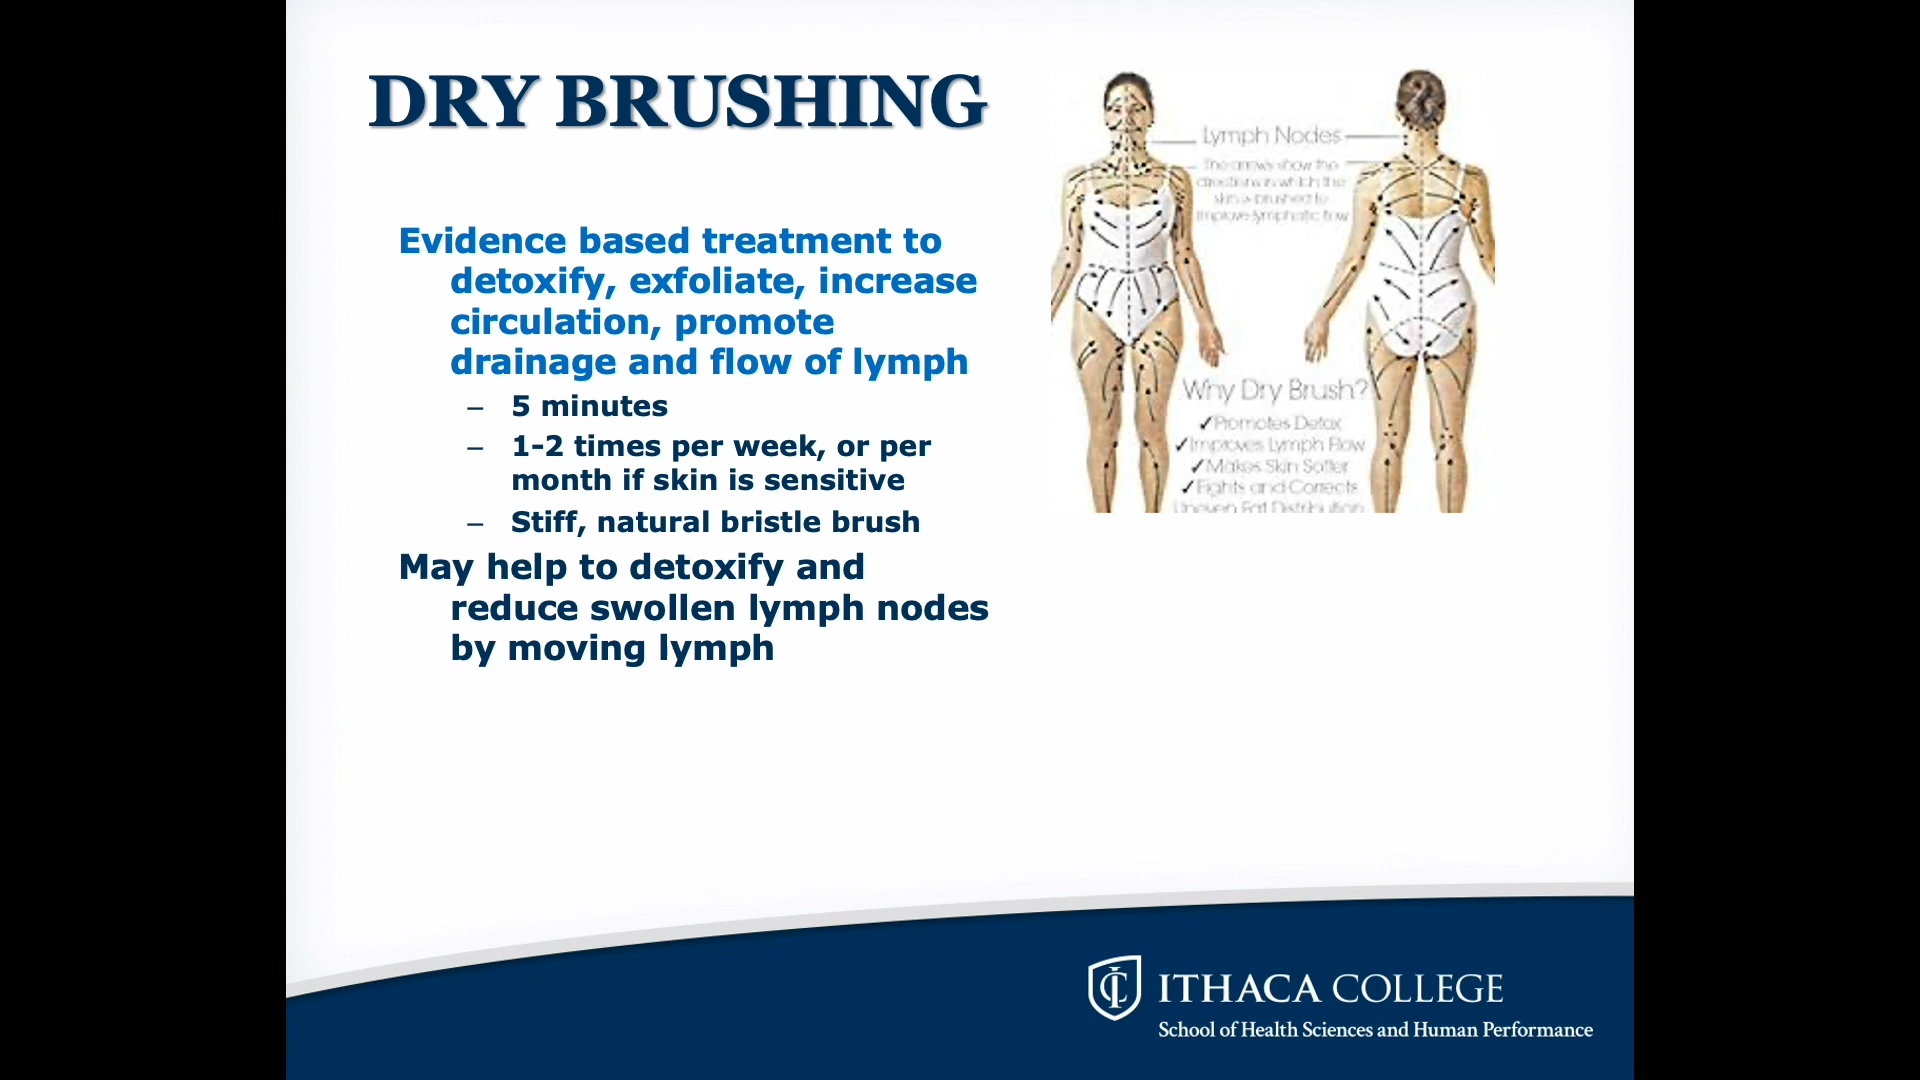 DRY BRUSHING
Evidence based treatment to
detoxify, exfoliate, increase
circulation, promote
drainage and flow of lymph
– 5 minutes
– 1-2 times per week, or per
month if skin is sensitive
– Stiff, natural bristle brush
May help to detoxify and
reduce swollen lymph nodes
by moving lymph
Lymph Nodes
The arrows show the
directions in which the
skin is brushed to
improve lymphatic flow
Why Dry Brush?
✓Promotes Detox
✓Improves Lymph Flow
✓Makes Skin Softer
✓Fights and Corrects
Uneven Fat Distribution
IC
ITHACA COLLEGE
School of Health Sciences and Human Performance